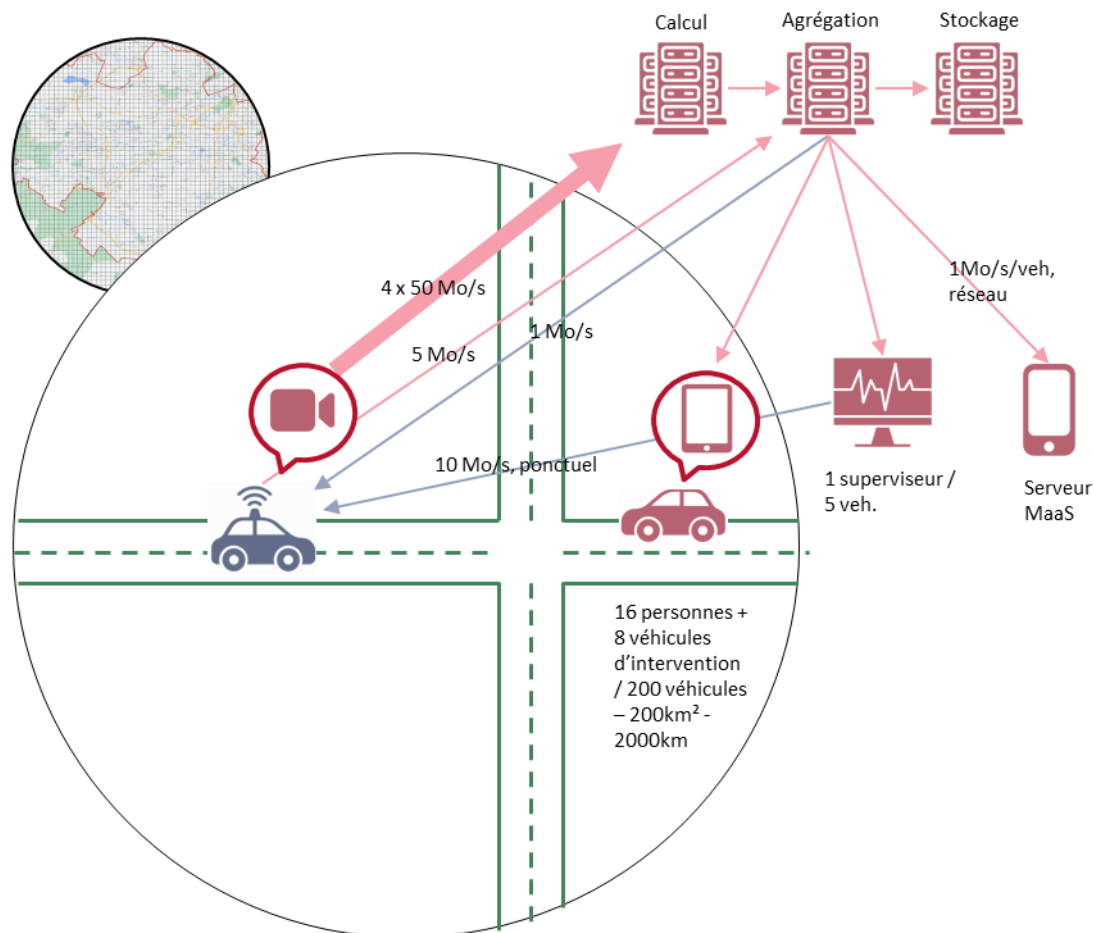 Calcul
Agrégation
Stockage
4 x 50 Mo/s
5 Mo/s
1 Mo/s
1Mo/s/veh,
réseau
10 Mo/s, ponctuel
1 superviseur /
5 veh.
Serveur
MaaS
16 personnes +
8 véhicules
d’intervention
/ 200 véhicules
– 200km² -
2000km